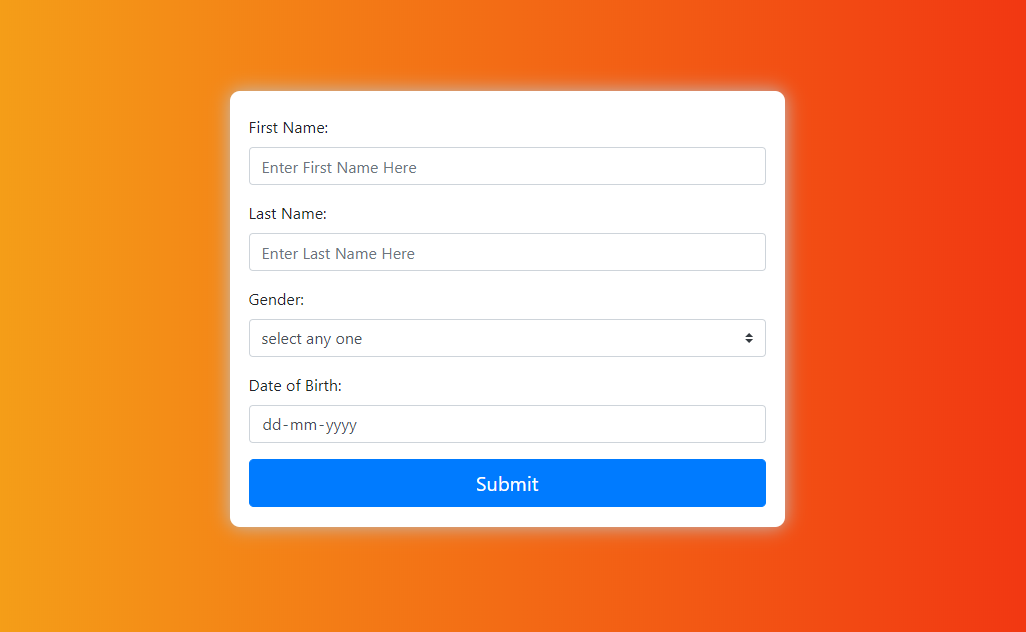 First Name:
Enter First Name Here
Last Name:
Enter Last Name Here
Gender:
select any one
Date of Birth:
dd-mm-yyyy
Submit